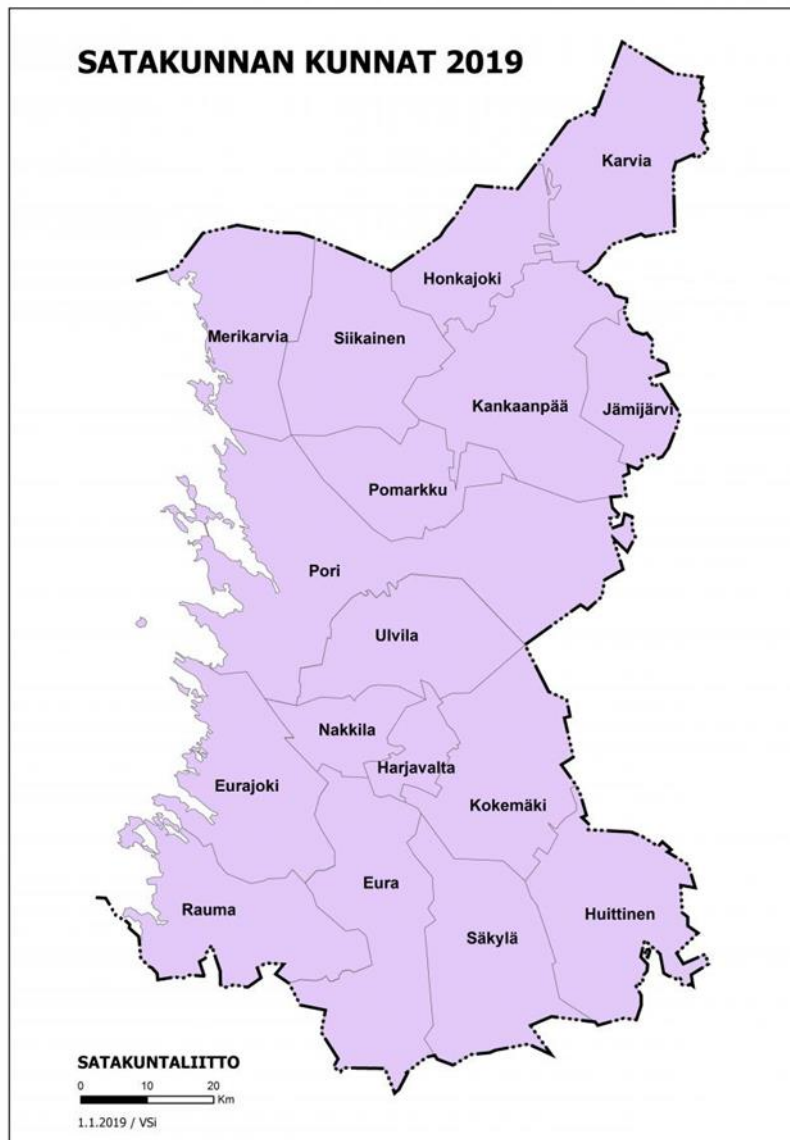 SATAKUNNAN KUNNAT 2019
Karvia
Honkajoki
Merikarvia
Siikainen
Kankaanpää
Jämijärvi
Pomarkku
Pori
Ulvila
Nakkila
Harjavalta
Eurajoki
Kokemäki
Eura
Rauma
Huittinen
Säkylä
SATAKUNTALIITTO
0 10 20
Km
1.1.2019 / VSi